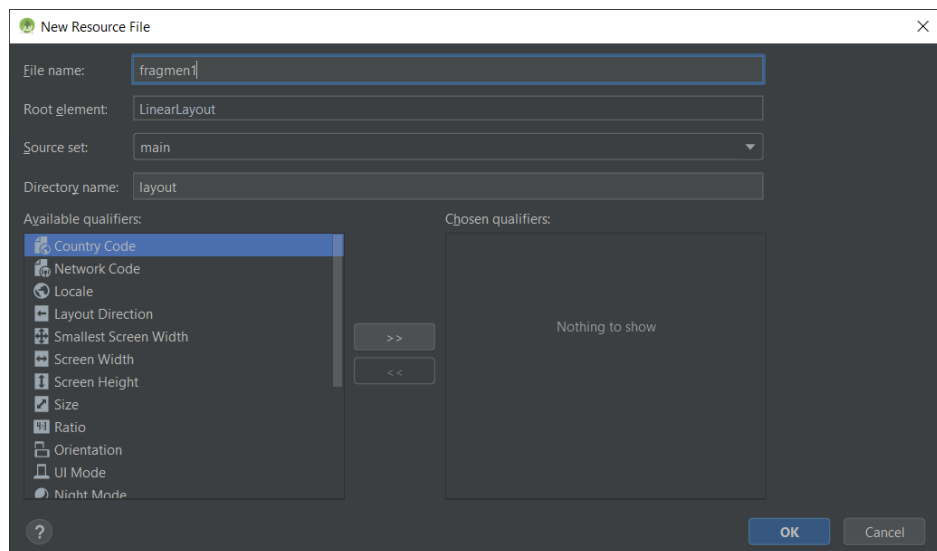 New Resource File
File name: fragmen1
Root element: LinearLayout
Source set: main
Directory name: layout
Available qualifiers:
Chosen qualifiers:
Country Code
Network Code
Locale
Layout Direction
Smallest Screen Width
Screen Width
Screen Height
Size
Ratio
Orientation
UI Mode
Night Mode
>>
<<
Nothing to show
?
OK
Cancel